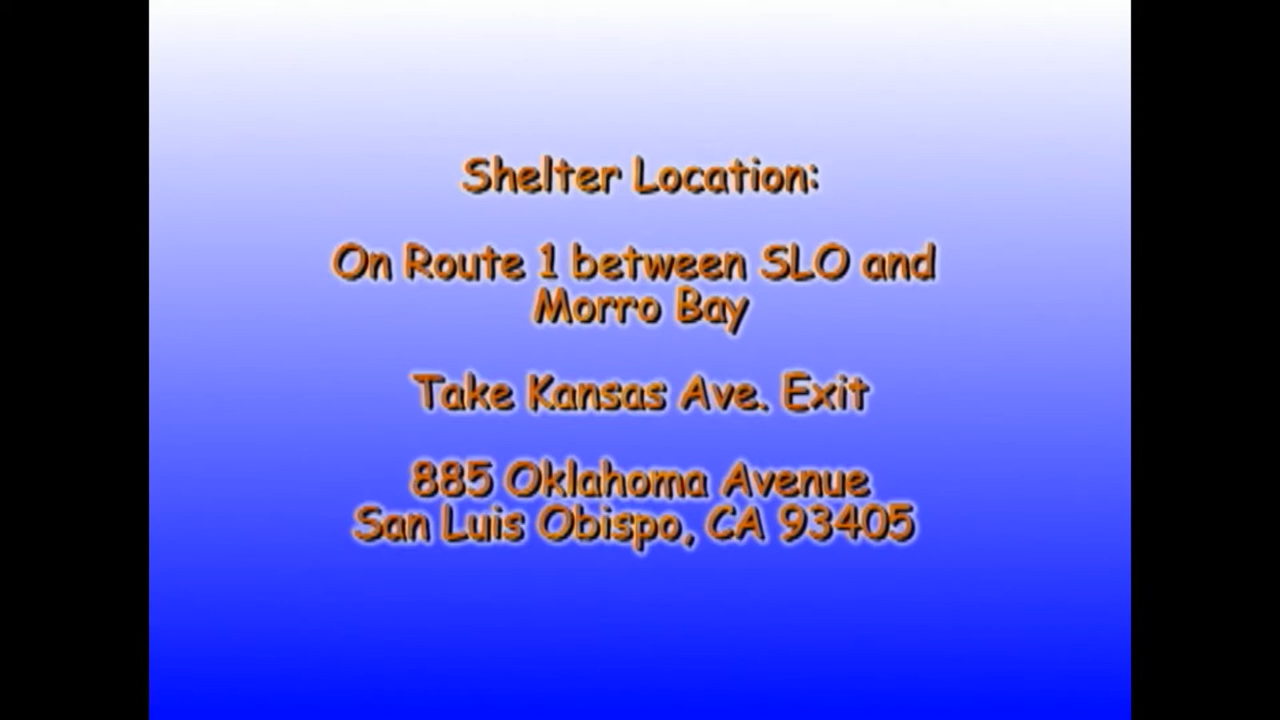 Shelter Location:
On Route 1 between SLO and
Morro Bay
Take Kansas Ave. Exit
885 Oklahoma Avenue
San Luis Obispo, CA 93405